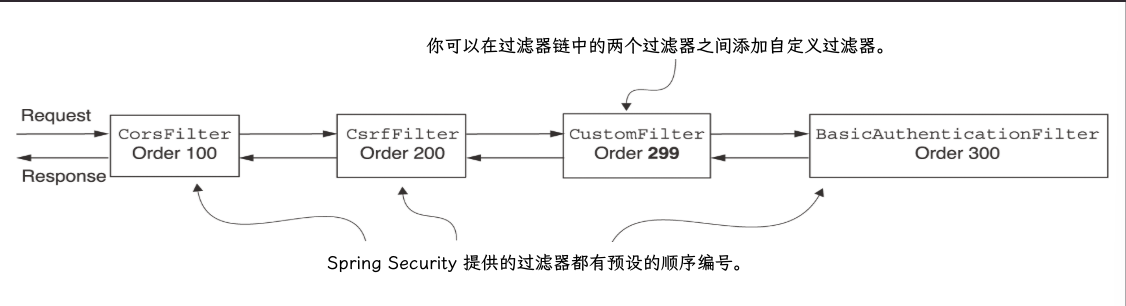 你可以在过滤器链中的两个过滤器之间添加自定义过滤器。
Request
CorsFilter
Order 100
CsrfFilter
Order 200
CustomFilter
Order 299
BasicAuthenticationFilter
Order 300
Response
Spring Security 提供的过滤器都有预设的顺序编号。